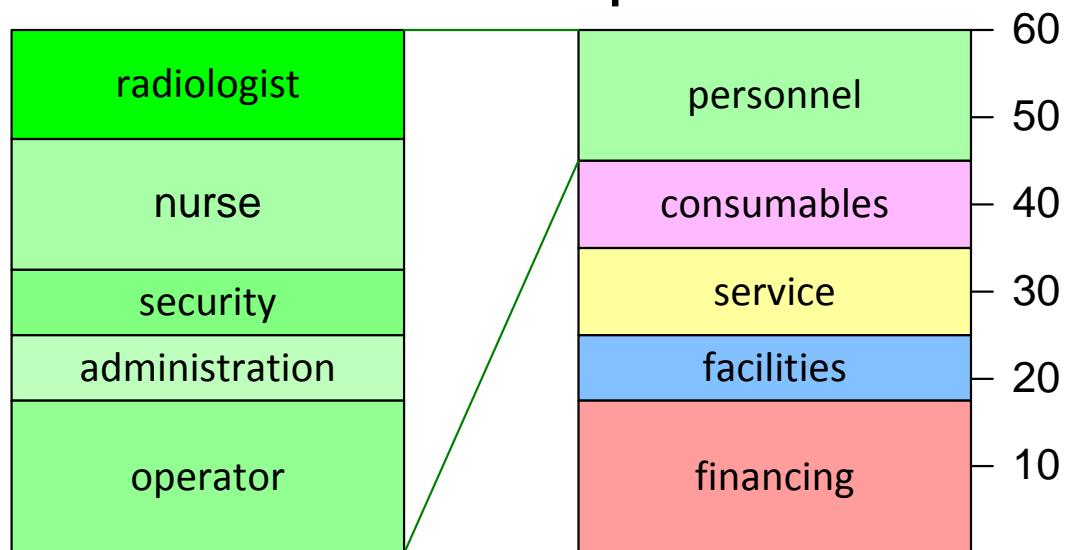 radiologist
nurse
security
administration
operator
personnel
consumables
service
facilities
financing
60
50
40
30
20
10